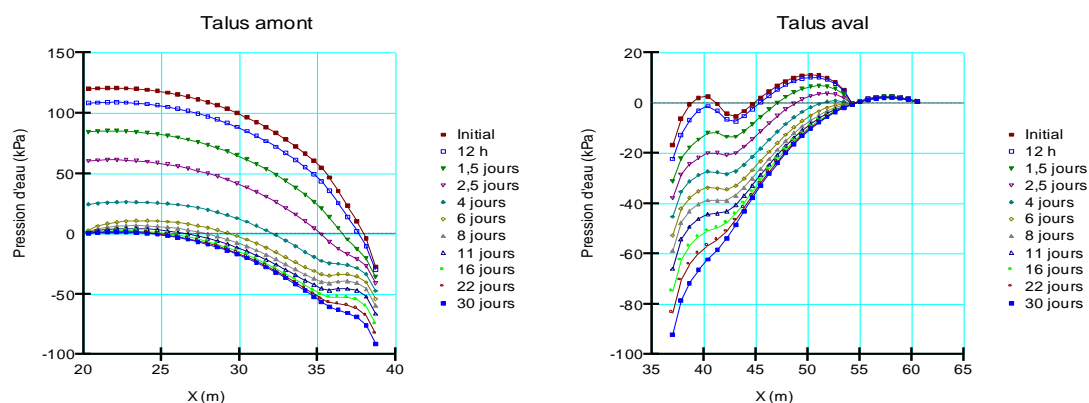 Talus amont
150
100
50
0
-50
-100
20
25
30
35
40
Pression d'eau (kPa)
X (m)
Initial
12 h
1,5 jours
2,5 jours
4 jours
6 jours
8 jours
11 jours
16 jours
22 jours
30 jours
Talus aval
20
0
-20
-40
-60
-80
-100
35
40
45
50
55
60
65
Pression d'eau (kPa)
X (m)
Initial
12 h
1,5 jours
2,5 jours
4 jours
6 jours
8 jours
11 jours
16 jours
22 jours
30 jours